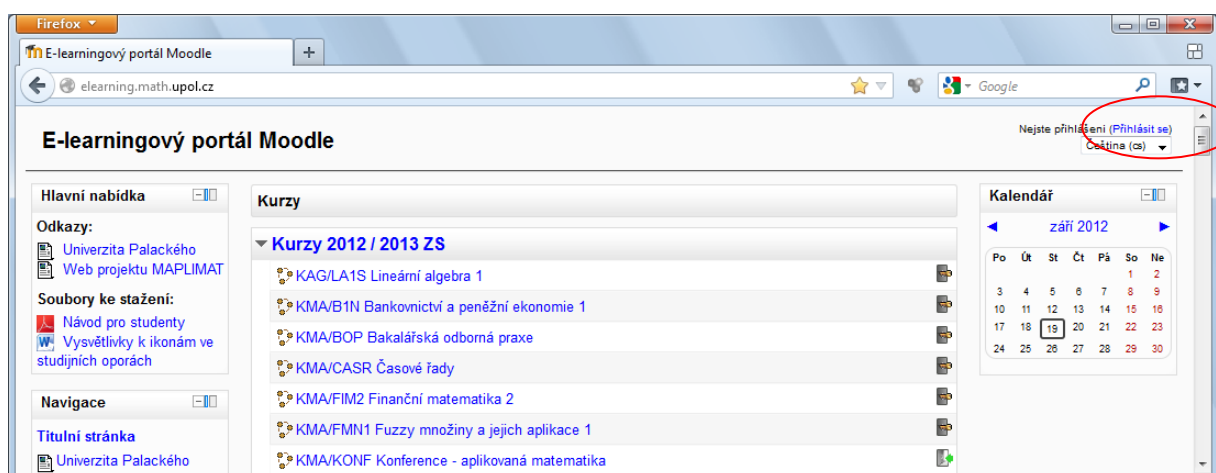 Firefox
E-learningový portál Moodle
elearning.math.upol.cz
Google
E-learningový portál Moodle
Nejste přihlášeni (Přihlásit se)
Čeština (cs)
Hlavní nabídka
Odkazy:
Univerzita Palackého
Web projektu MAPLIMAT
Soubory ke stažení:
Návod pro studenty
Vysvětlivky k ikonám ve
studijních oporách
Navigace
Titulní stránka
Univerzita Palackého
Kurzy
Kurzy 2012 / 2013 ZS
KAG/LA1S Lineární algebra 1
KMA/B1N Bankovnictví a peněžní ekonomie 1
KMA/BOP Bakalářská odborná praxe
KMA/CASR Časové řady
KMA/FIM2 Finanční matematika 2
KMA/FMN1 Fuzzy množiny a jejich aplikace 1
KMA/KONF Konference - aplikovaná matematika
Kalendář
září 2012
Po Út St Čt Pá So Ne
1 2
3 4 5 6 7 8 9
10 11 12 13 14 15 16
17 18 19 20 21 22 23
24 25 26 27 28 29 30